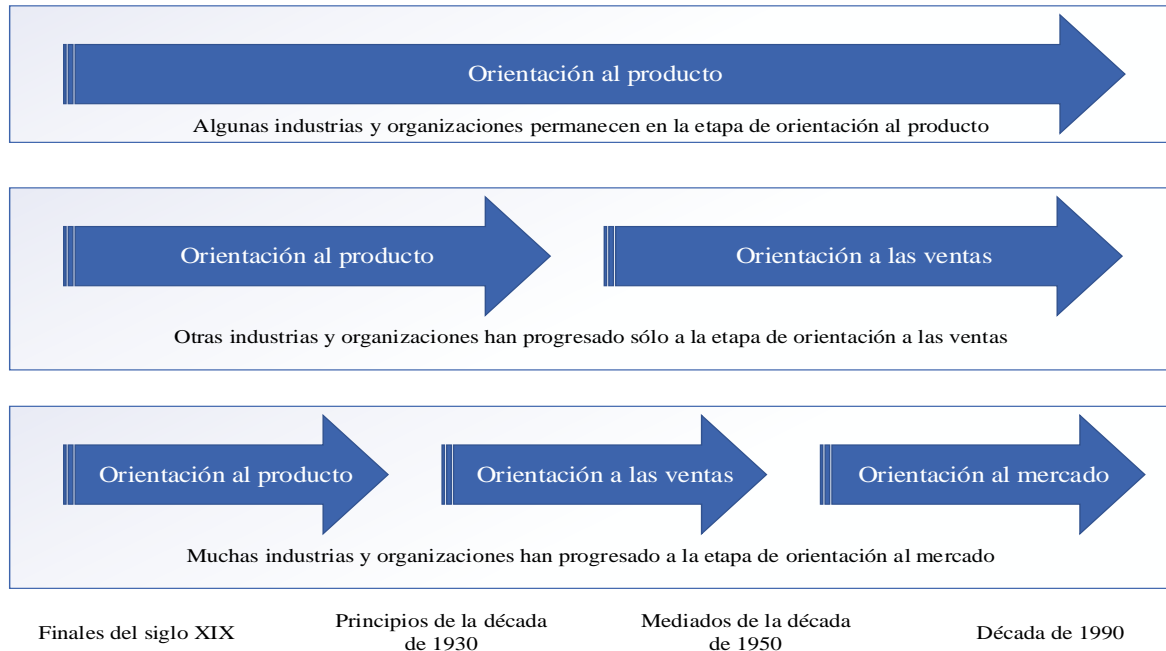 Orientación al producto
Algunas industrias y organizaciones permanecen en la etapa de orientación al producto
Orientación al producto
Orientación a las ventas
Otras industrias y organizaciones han progresado sólo a la etapa de orientación a las ventas
Orientación al producto
Orientación a las ventas
Orientación al mercado
Muchas industrias y organizaciones han progresado a la etapa de orientación al mercado
Finales del siglo XIX
Principios de la década
de 1930
Mediados de la década
de 1950
Década de 1990